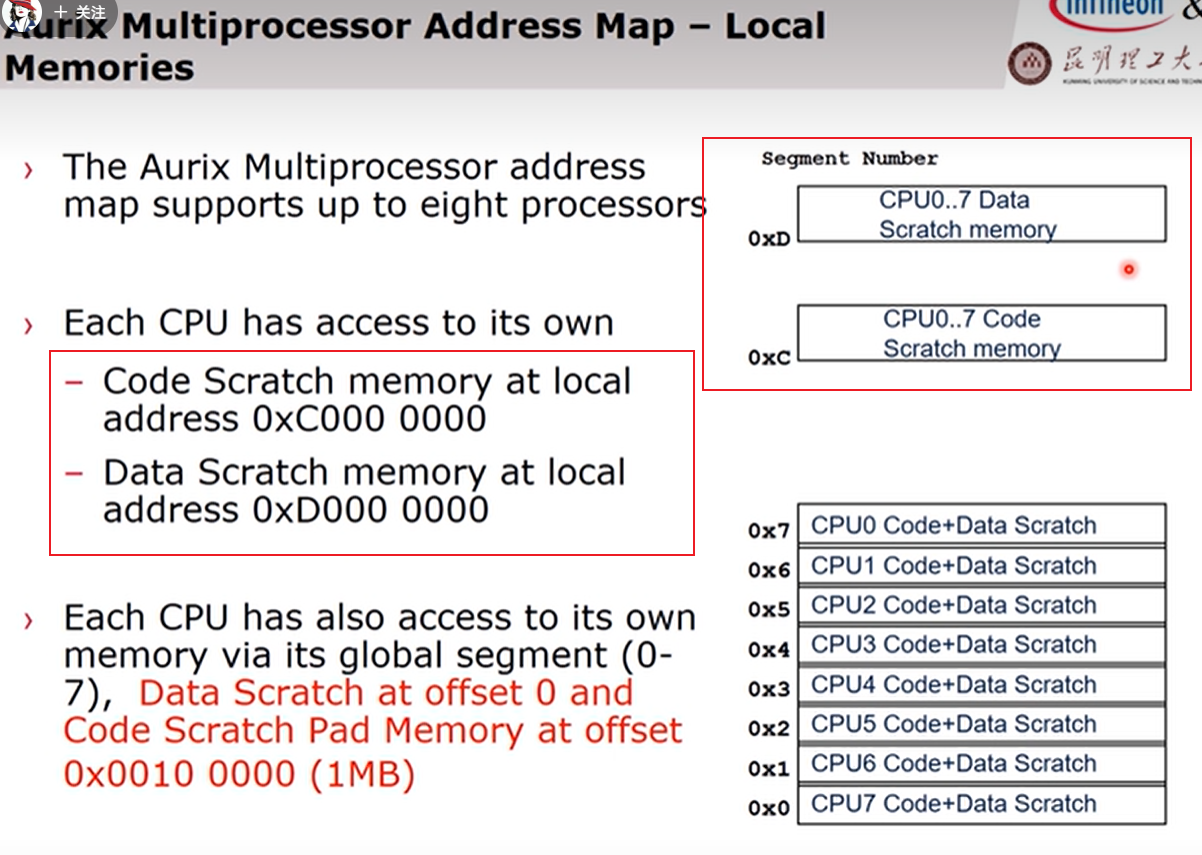 + 关注
Aurix Multiprocessor Address Map – Local
Memories
Infineon &
昆明理工大
KUNMING UNIVERSITY OF SCIENCE AND TECHN
› The Aurix Multiprocessor address
map supports up to eight processors
› Each CPU has access to its own
– Code Scratch memory at local
address 0xC000 0000
– Data Scratch memory at local
address 0xD000 0000
› Each CPU has also access to its own
memory via its global segment (0-
7), Data Scratch at offset 0 and
Code Scratch Pad Memory at offset
0x0010 0000 (1MB)
Segment Number
CPU0..7 Data
Scratch memory
0xD
CPU0..7 Code
Scratch memory
0xC
0x7 CPU0 Code+Data Scratch
0x6 CPU1 Code+Data Scratch
0x5 CPU2 Code+Data Scratch
0x4 CPU3 Code+Data Scratch
0x3 CPU4 Code+Data Scratch
0x2 CPU5 Code+Data Scratch
0x1 CPU6 Code+Data Scratch
0x0 CPU7 Code+Data Scratch